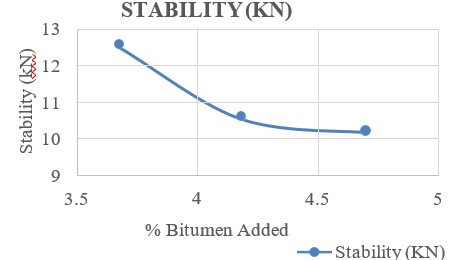 STABILITY (KN)
13
12
11
10
9
Stability (kN)
3.5 4 4.5 5
% Bitumen Added
Stability (KN)